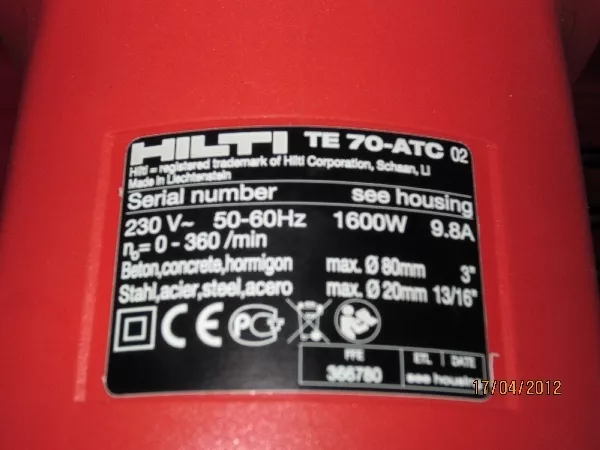 HILTI TE 70-ATC 02
Hilti = registered trademark of Hilti Corporation, Schaan, LI
Made in Liechtenstein
Serial number see housing
230 V~ 50-60Hz 1600W 9.8A
n₀= 0 - 360 /min
Beton,concrete,hormigon max. Ø 80mm 3"
Stahl,acier,steel,acero max. Ø 20mm 13/16"
CE
FFE ETL DATE
366780 see housing
17/04/2012